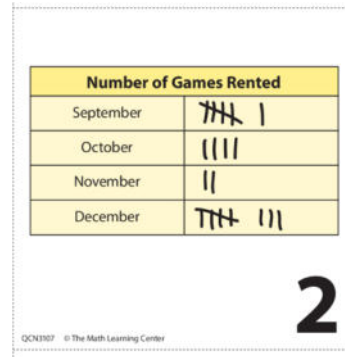 Number of Games Rented
September
October
November
December
2
QCN3107 © The Math Learning Center